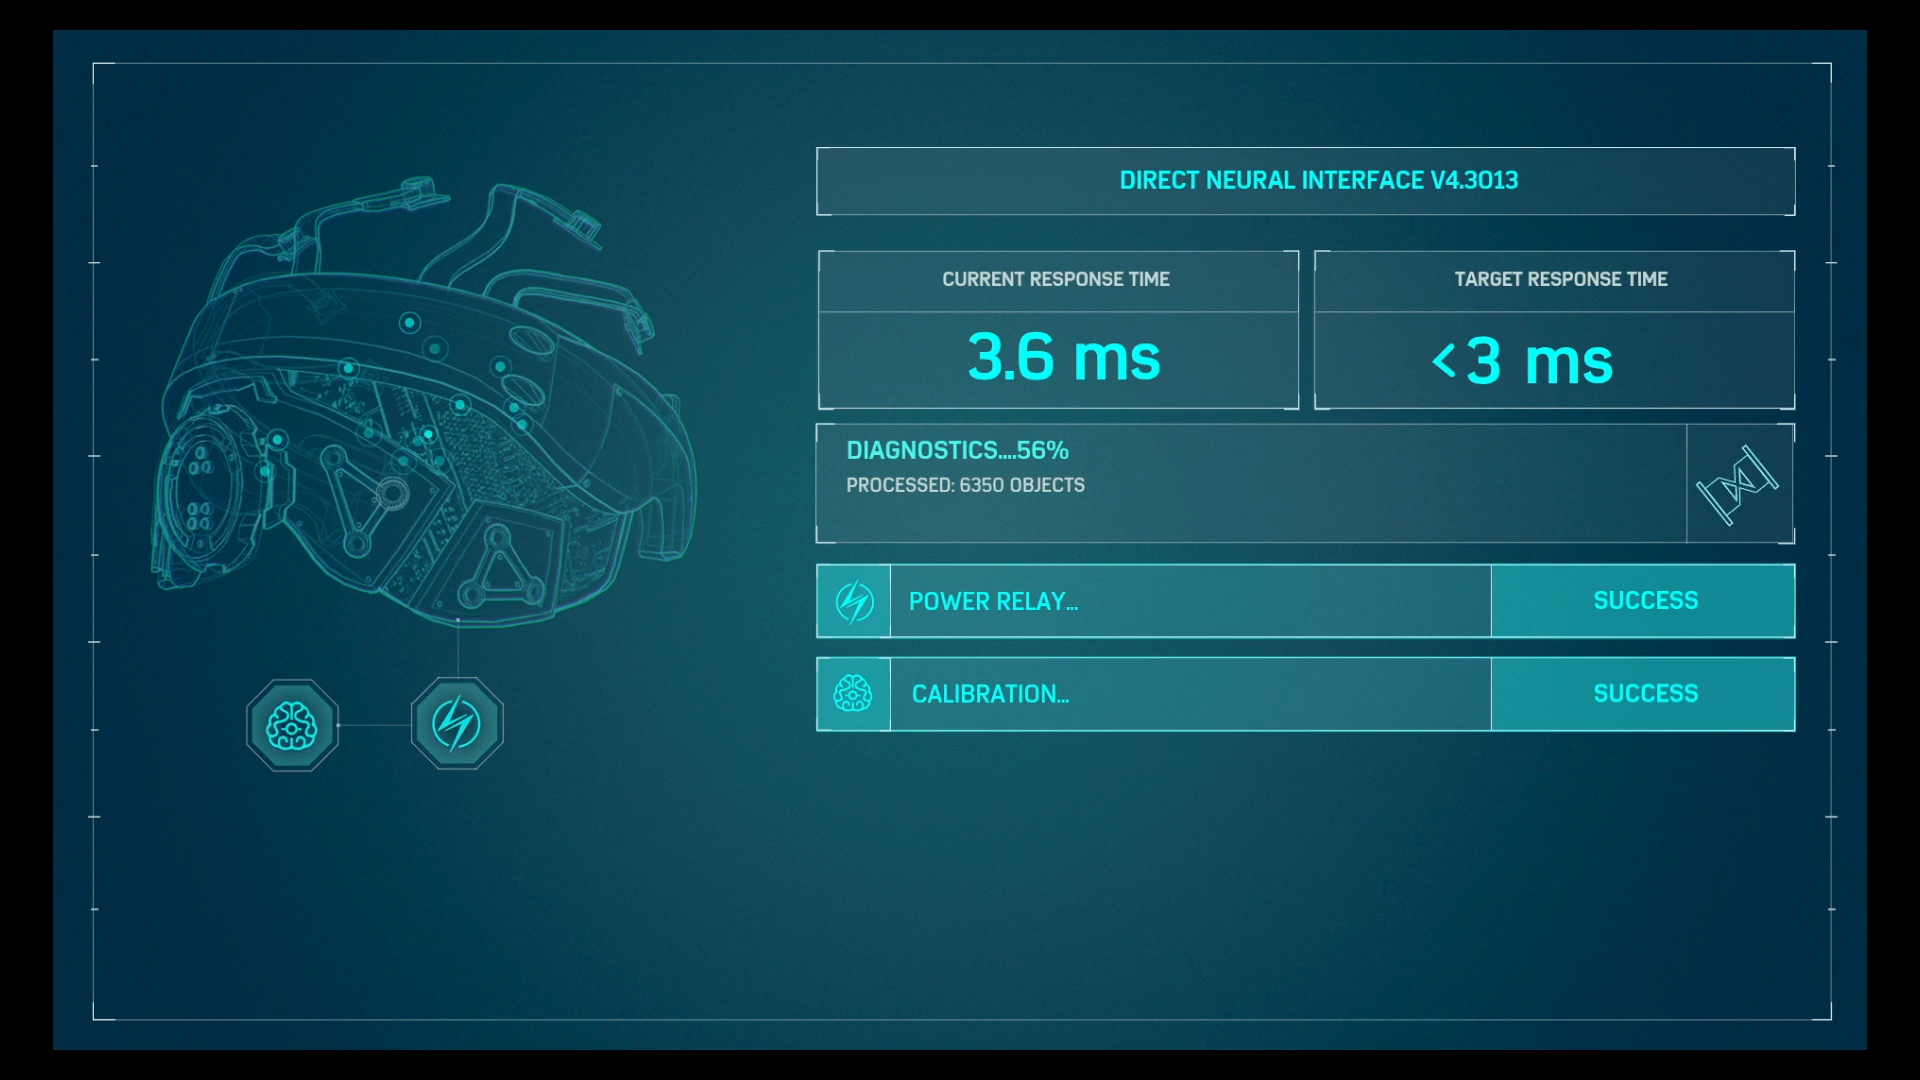 DIRECT NEURAL INTERFACE V4.3013
CURRENT RESPONSE TIME
3.6 ms
TARGET RESPONSE TIME
<3 ms
DIAGNOSTICS....56%
PROCESSED: 6350 OBJECTS
POWER RELAY...
SUCCESS
CALIBRATION...
SUCCESS